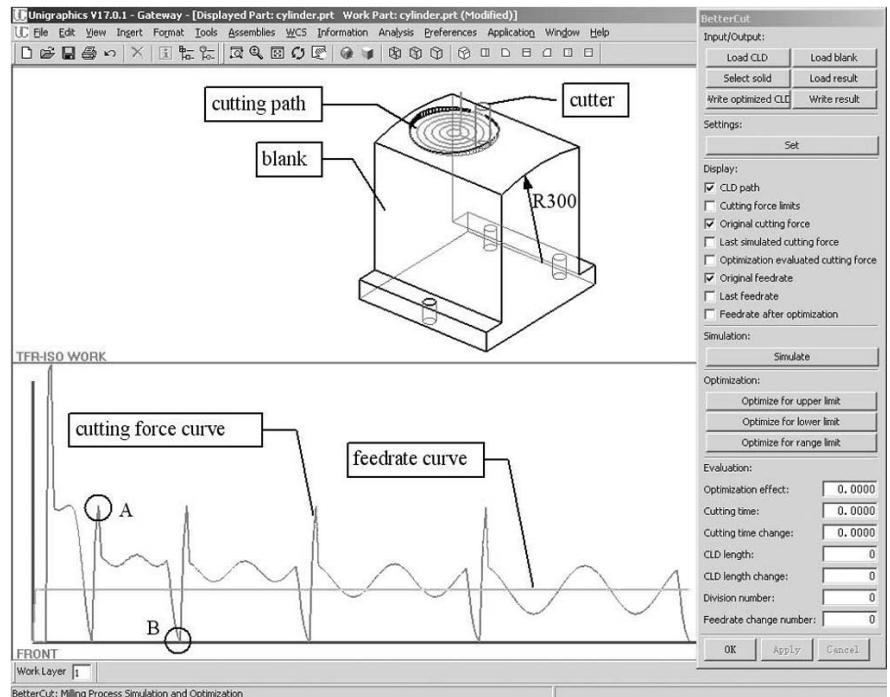 Unigraphics V17.0.1 - Gateway - [Displayed Part: cylinder.prt Work Part: cylinder.prt (Modified)]
File Edit View Insert Format Tools Assemblies WCS Information Analysis Preferences Application Window Help
cutting path
cutter
blank
R300
TFR-ISO WORK
cutting force curve
feedrate curve
A
B
FRONT
Work Layer 1
BetterCut: Milling Process Simulation and Optimization
BetterCut
Input/Output:
Load CLD Load blank
Select solid Load result
Write optimized CLD Write result
Settings:
Set
Display:
CLD path
Cutting force limits
Original cutting force
Last simulated cutting force
Optimization evaluated cutting force
Original feedrate
Last feedrate
Feedrate after optimization
Simulation:
Simulate
Optimization:
Optimize for upper limit
Optimize for lower limit
Optimize for range limit
Evaluation:
Optimization effect: 0.0000
Cutting time: 0.0000
Cutting time change: 0.0000
CLD length: 0
CLD length change: 0
Division number: 0
Feedrate change number: 0
OK Apply Cancel